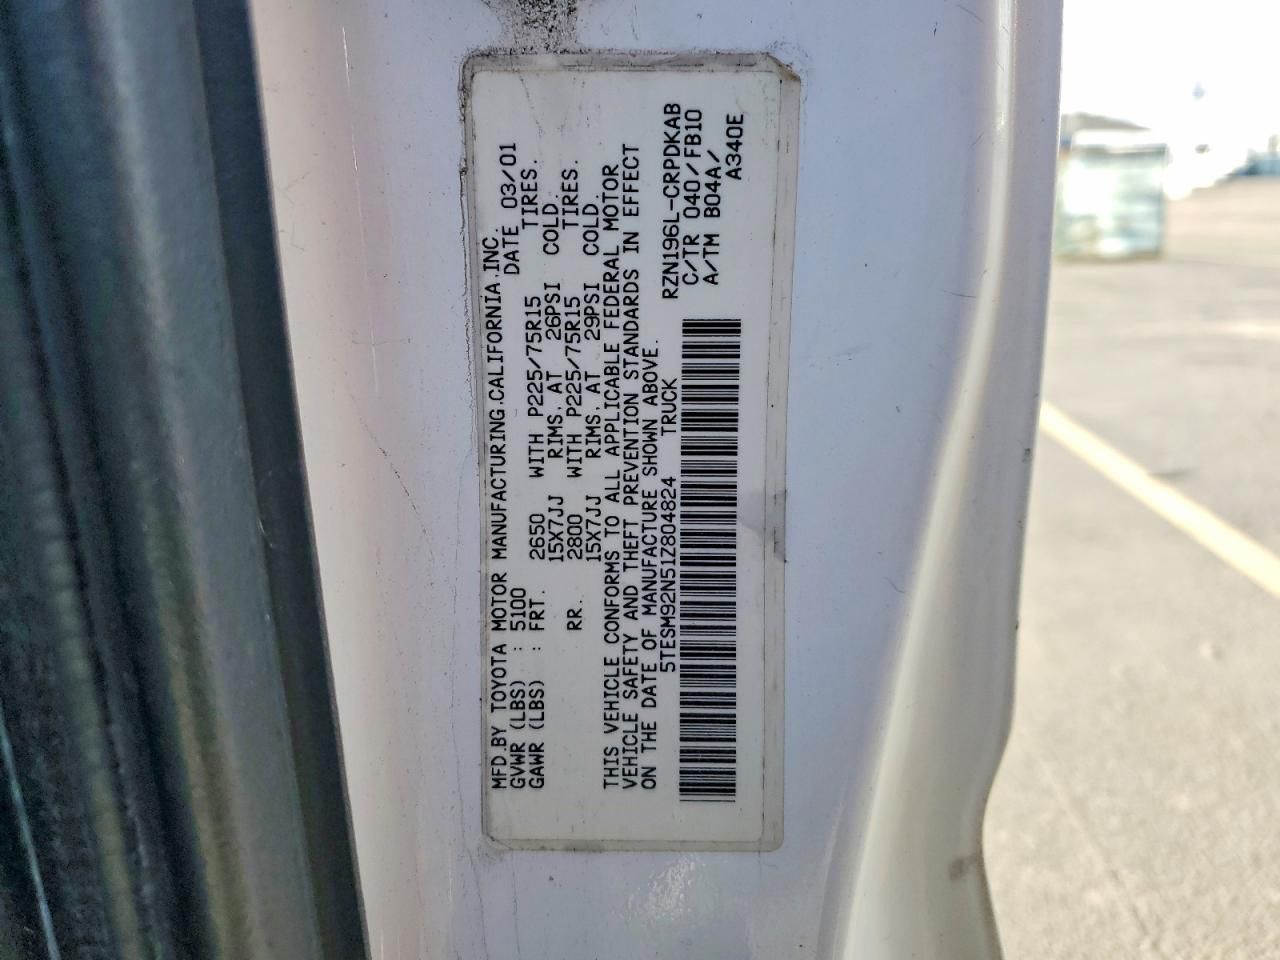 MFD.BY TOYOTA MOTOR MANUFACTURING.CALIFORNIA.INC.
GVWR (LBS) : 5100 DATE 03/01
GAWR (LBS) : FRT. 2650 WITH P225/75R15 TIRES.
15X7JJ RIMS. AT 26PSI COLD.
RR. 2800 WITH P225/75R15 TIRES.
15X7JJ RIMS. AT 29PSI COLD.
THIS VEHICLE CONFORMS TO ALL APPLICABLE FEDERAL MOTOR
VEHICLE SAFETY AND THEFT PREVENTION STANDARDS IN EFFECT
ON THE DATE OF MANUFACTURE SHOWN ABOVE.
5TESM92N51Z804824 TRUCK
RZN196L-CRPDKAB
C/TR 040/FB10
A/TM B04A/
A340E